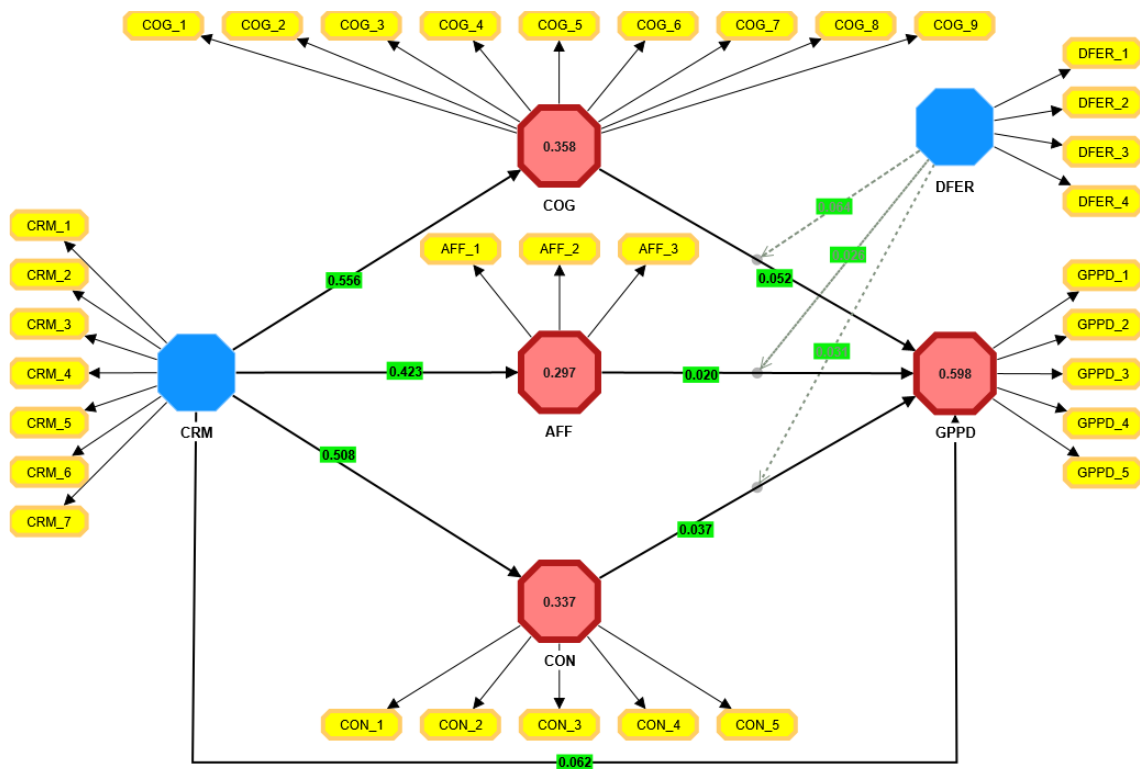 COG_1
COG_2
COG_3
COG_4
COG_5
COG_6
COG_7
COG_8
COG_9
DFER_1
DFER_2
DFER_3
DFER_4
0.358
COG
DFER
CRM_1
CRM_2
CRM_3
CRM_4
CRM_5
CRM_6
CRM_7
AFF_1
AFF_2
AFF_3
0.556
0.052
GPPD_1
GPPD_2
GPPD_3
GPPD_4
GPPD_5
0.423
0.297
0.020
0.598
CRM
AFF
GPPD
0.508
0.037
0.337
CON
CON_1
CON_2
CON_3
CON_4
CON_5
0.062